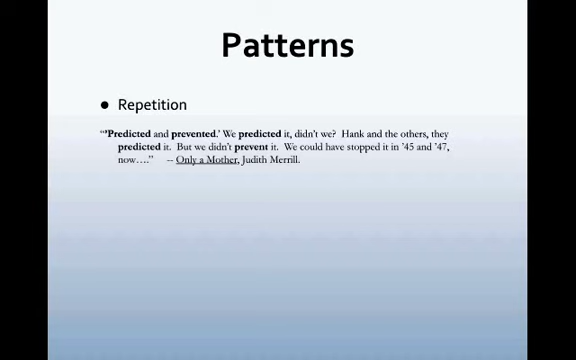 Patterns
● Repetition
“‘Predicted and prevented.’ We predicted it, didn’t we? Hank and the others, they
predicted it. But we didn’t prevent it. We could have stopped it in ’45 and ’47,
now….” -- Only a Mother, Judith Merrill.